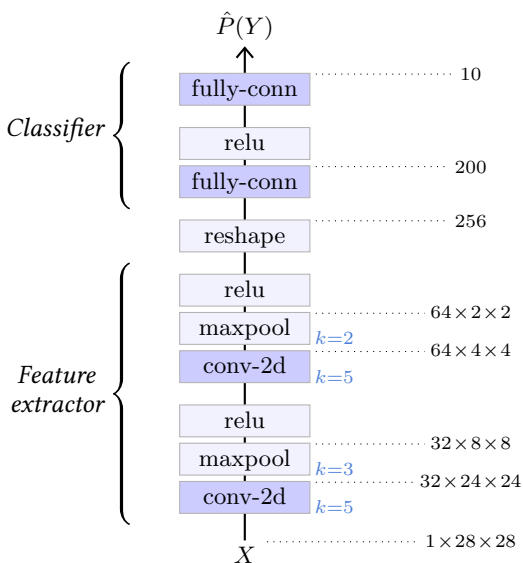 P̂(Y)
fully-conn
10
Classifier
relu
fully-conn
200
reshape
256
relu
maxpool
64×2×2
k=2
conv-2d
64×4×4
k=5
Feature
extractor
relu
maxpool
32×8×8
k=3
conv-2d
32×24×24
k=5
X
1×28×28